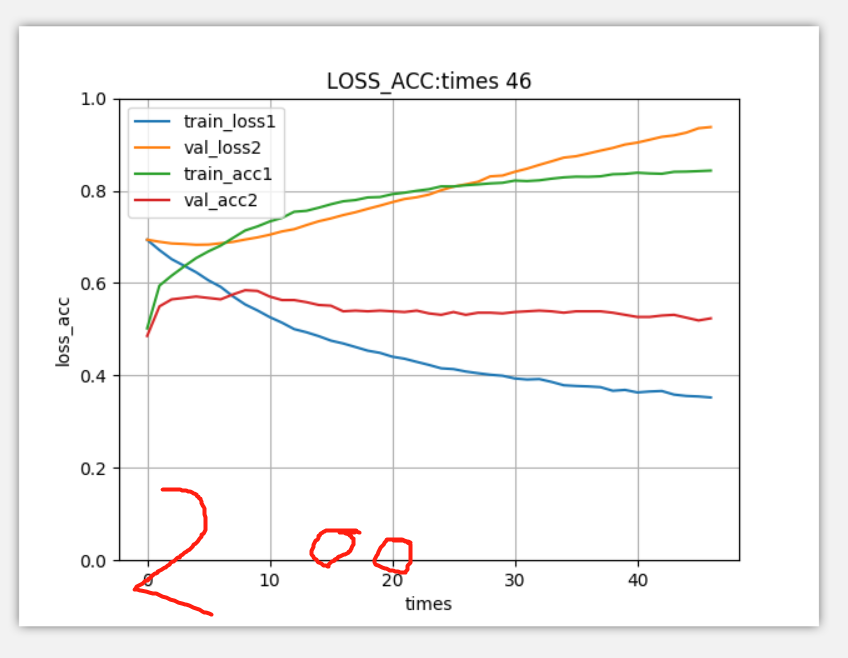 LOSS_ACC:times 46
1.0
train_loss1
val_loss2
train_acc1
val_acc2
0.8
0.6
loss_acc
0.4
0.2
0.0
200
0 10 20 30 40
times